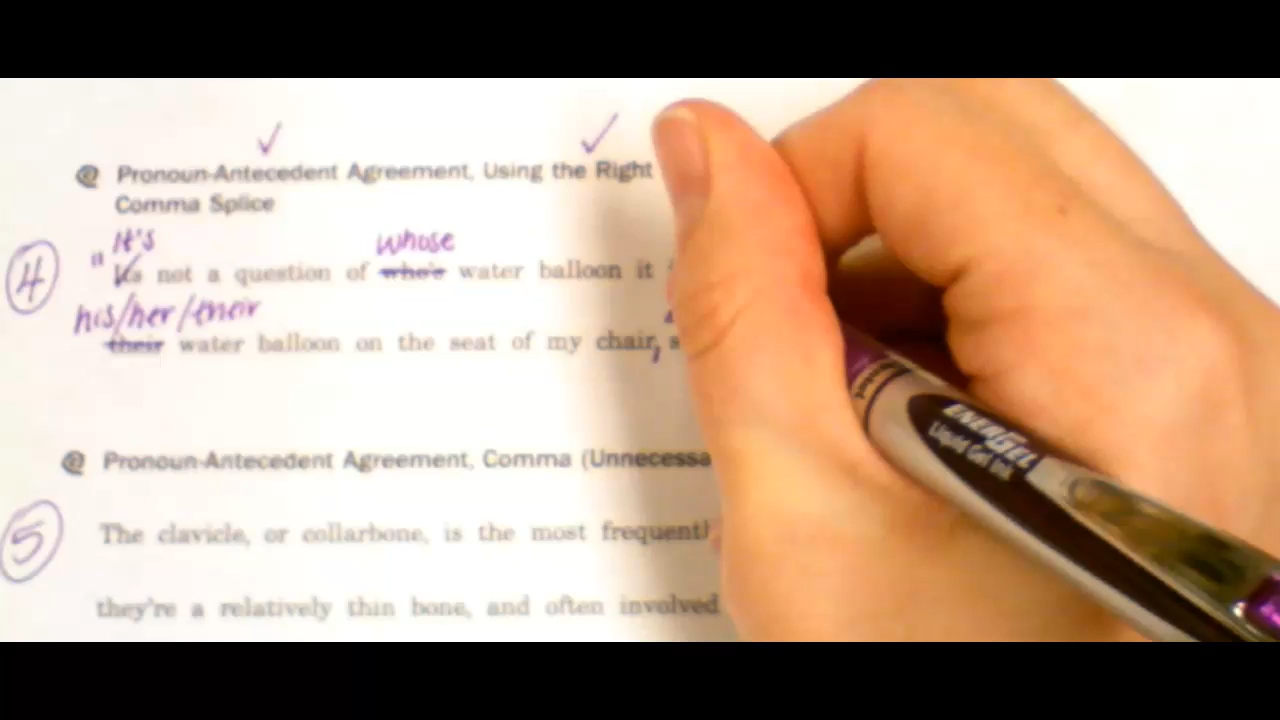 @ Pronoun-Antecedent Agreement, Using the Right
Comma Splice
It's whose
4 " It's not a question of who's water balloon it
his/her/their
their water balloon on the seat of my chair,
@ Pronoun-Antecedent Agreement, Comma (Unnecessa
5 The clavicle, or collarbone, is the most frequentl
they're a relatively thin bone, and often involved
ENERGEL
Liquid Gel Ink